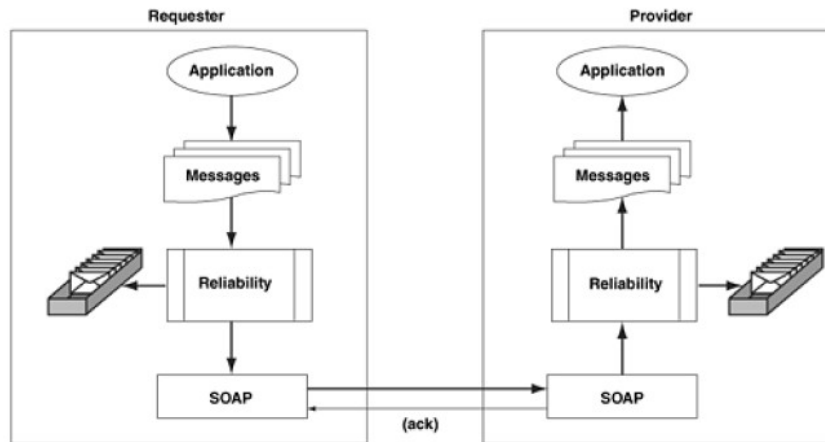 Requester
Provider
Application
Application
Messages
Messages
Reliability
Reliability
SOAP
SOAP
(ack)